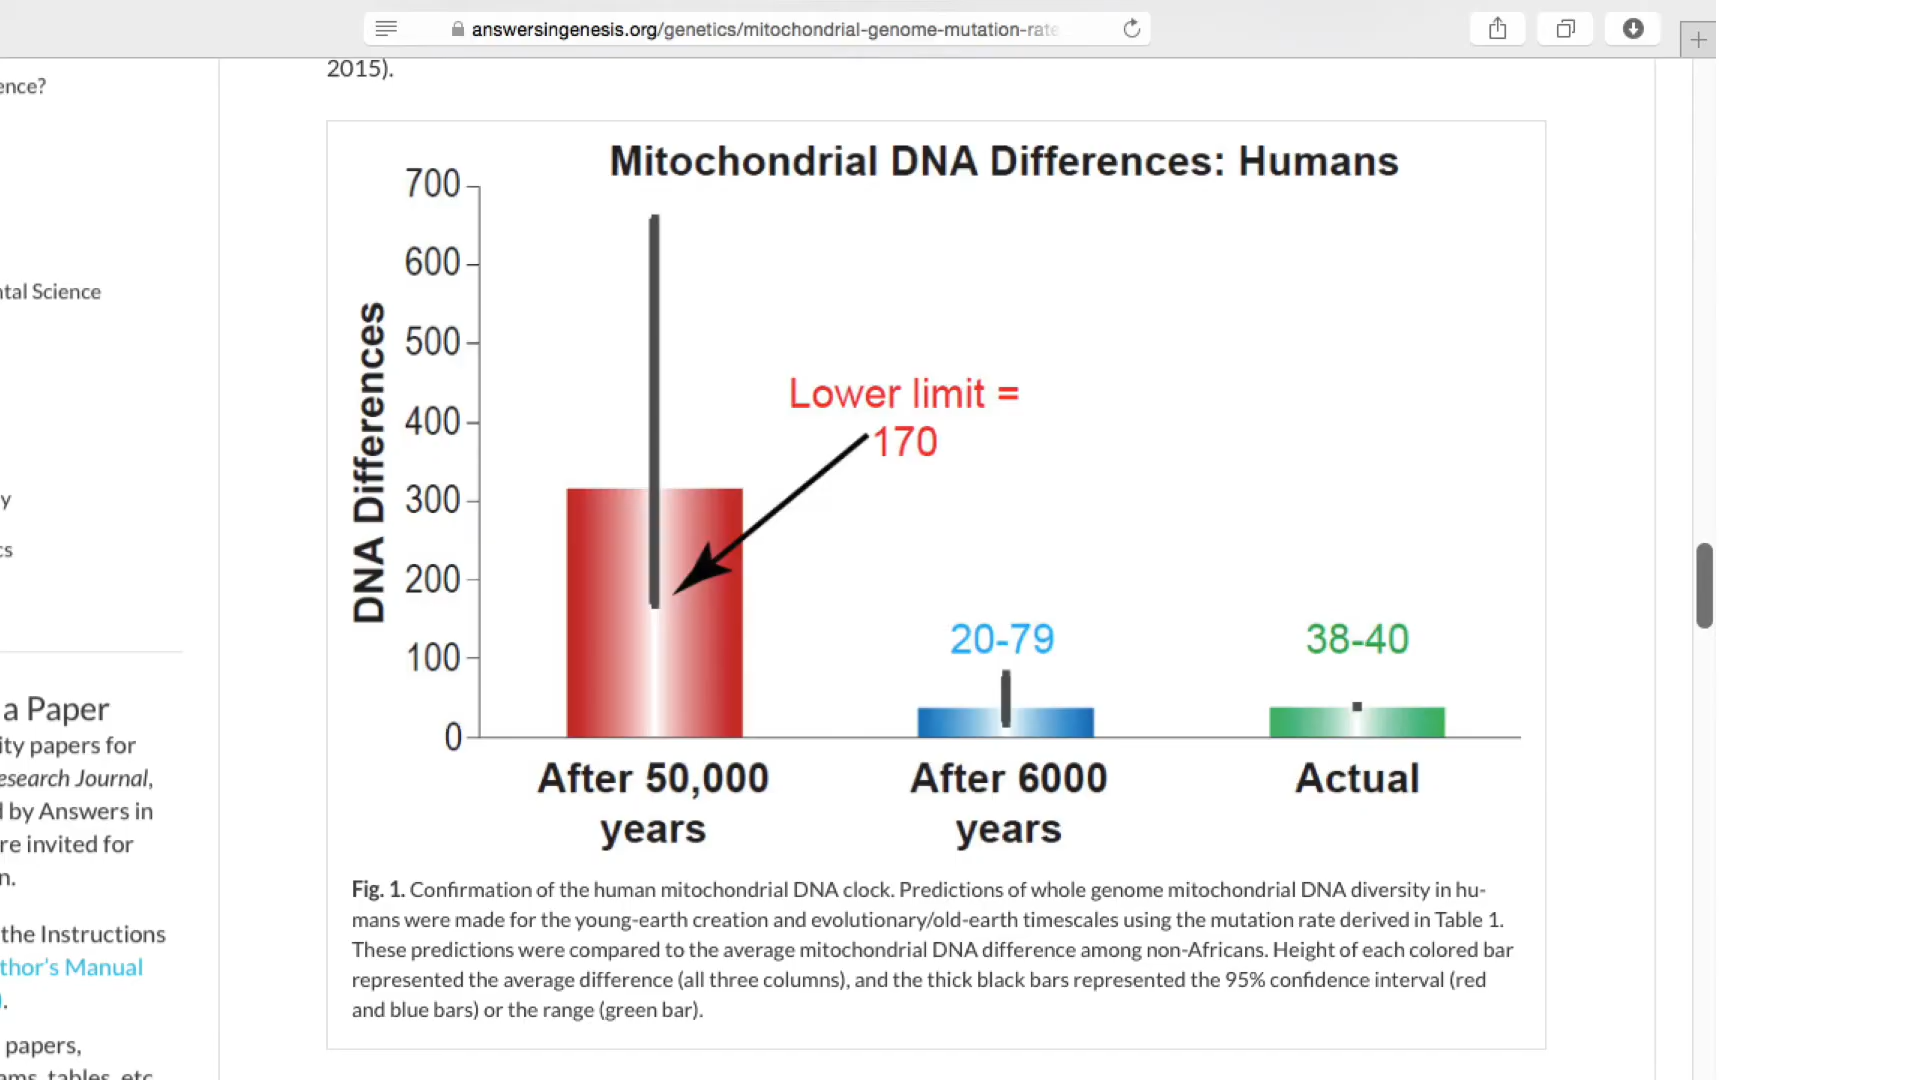 answersingenesis.org/genetics/mitochondrial-genome-mutation-rate
2015).
ence?
ntal Science
y
cs
a Paper
ity papers for
esearch Journal,
d by Answers in
re invited for
n.
the Instructions
thor's Manual
).
papers,
ams, tables, etc.
Mitochondrial DNA Differences: Humans
DNA Differences
700
600
500
400
300
200
100
0
Lower limit =
170
20-79
38-40
After 50,000
years
After 6000
years
Actual
Fig. 1. Confirmation of the human mitochondrial DNA clock. Predictions of whole genome mitochondrial DNA diversity in hu-
mans were made for the young-earth creation and evolutionary/old-earth timescales using the mutation rate derived in Table 1.
These predictions were compared to the average mitochondrial DNA difference among non-Africans. Height of each colored bar
represented the average difference (all three columns), and the thick black bars represented the 95% confidence interval (red
and blue bars) or the range (green bar).